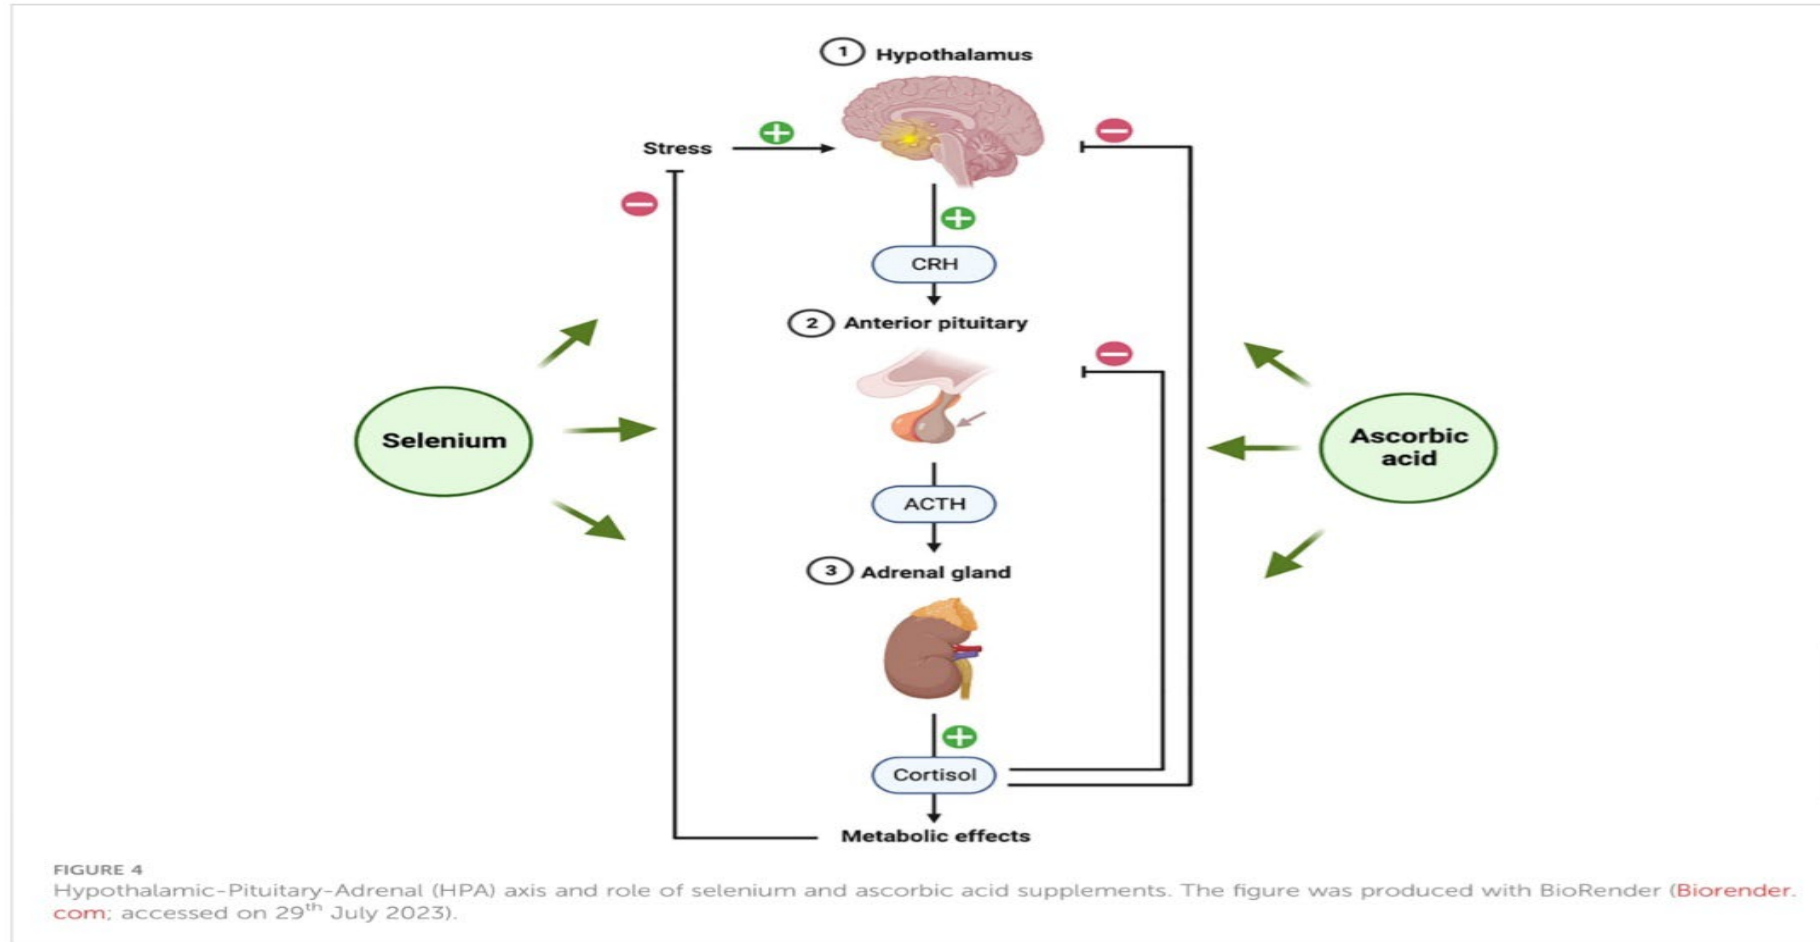 1 Hypothalamus
Stress
CRH
2 Anterior pituitary
Selenium
Ascorbic
acid
ACTH
3 Adrenal gland
Cortisol
Metabolic effects
FIGURE 4
Hypothalamic-Pituitary-Adrenal (HPA) axis and role of selenium and ascorbic acid supplements. The figure was produced with BioRender (Biorender.
com; accessed on 29th July 2023).